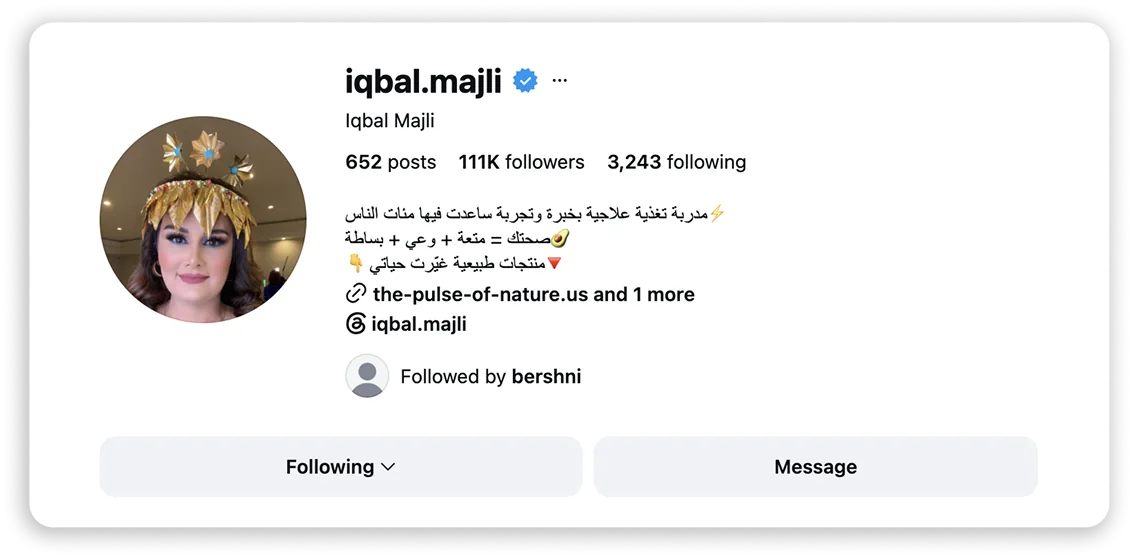 iqbal.majli
Iqbal Majli
652 posts 111K followers 3,243 following
⚡مدربة تغذية علاجية بخبرة وتجربة ساعدت فيها مئات الناس
🥑صحتك = متعة + وعي + بساطة
🔻منتجات طبيعية غيّرت حياتي 👇
the-pulse-of-nature.us and 1 more
iqbal.majli
Followed by bershni
Following
Message